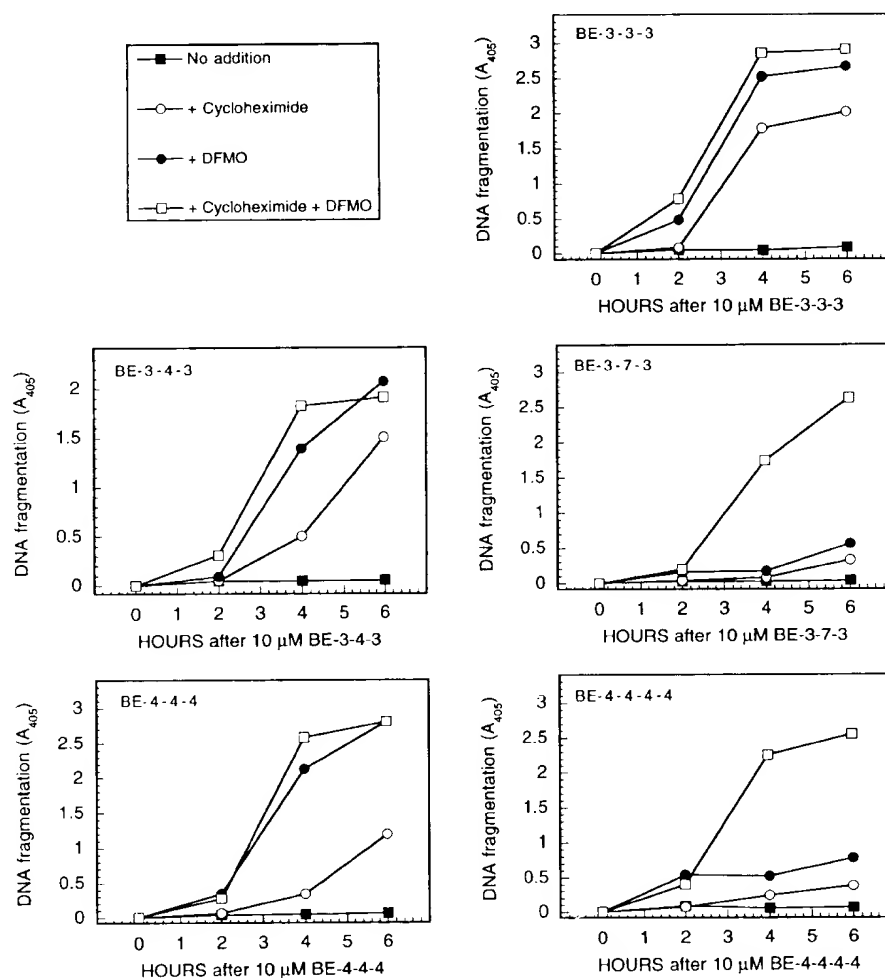 No addition
+ Cycloheximide
+ DFMO
+ Cycloheximide + DFMO
BE-3-3-3
DNA fragmentation (A405)
3
2.5
2
1.5
1
0.5
0
0 1 2 3 4 5 6
HOURS after 10 µM BE-3-3-3
BE-3-4-3
DNA fragmentation (A405)
2
1.5
1
0.5
0
0 1 2 3 4 5 6
HOURS after 10 µM BE-3-4-3
BE-3-7-3
DNA fragmentation (A405)
3
2.5
2
1.5
1
0.5
0
0 1 2 3 4 5 6
HOURS after 10 µM BE-3-7-3
BE-4-4-4
DNA fragmentation (A405)
3
2.5
2
1.5
1
0.5
0
0 1 2 3 4 5 6
HOURS after 10 µM BE-4-4-4
BE-4-4-4-4
DNA fragmentation (A405)
3
2.5
2
1.5
1
0.5
0
0 1 2 3 4 5 6
HOURS after 10 µM BE-4-4-4-4